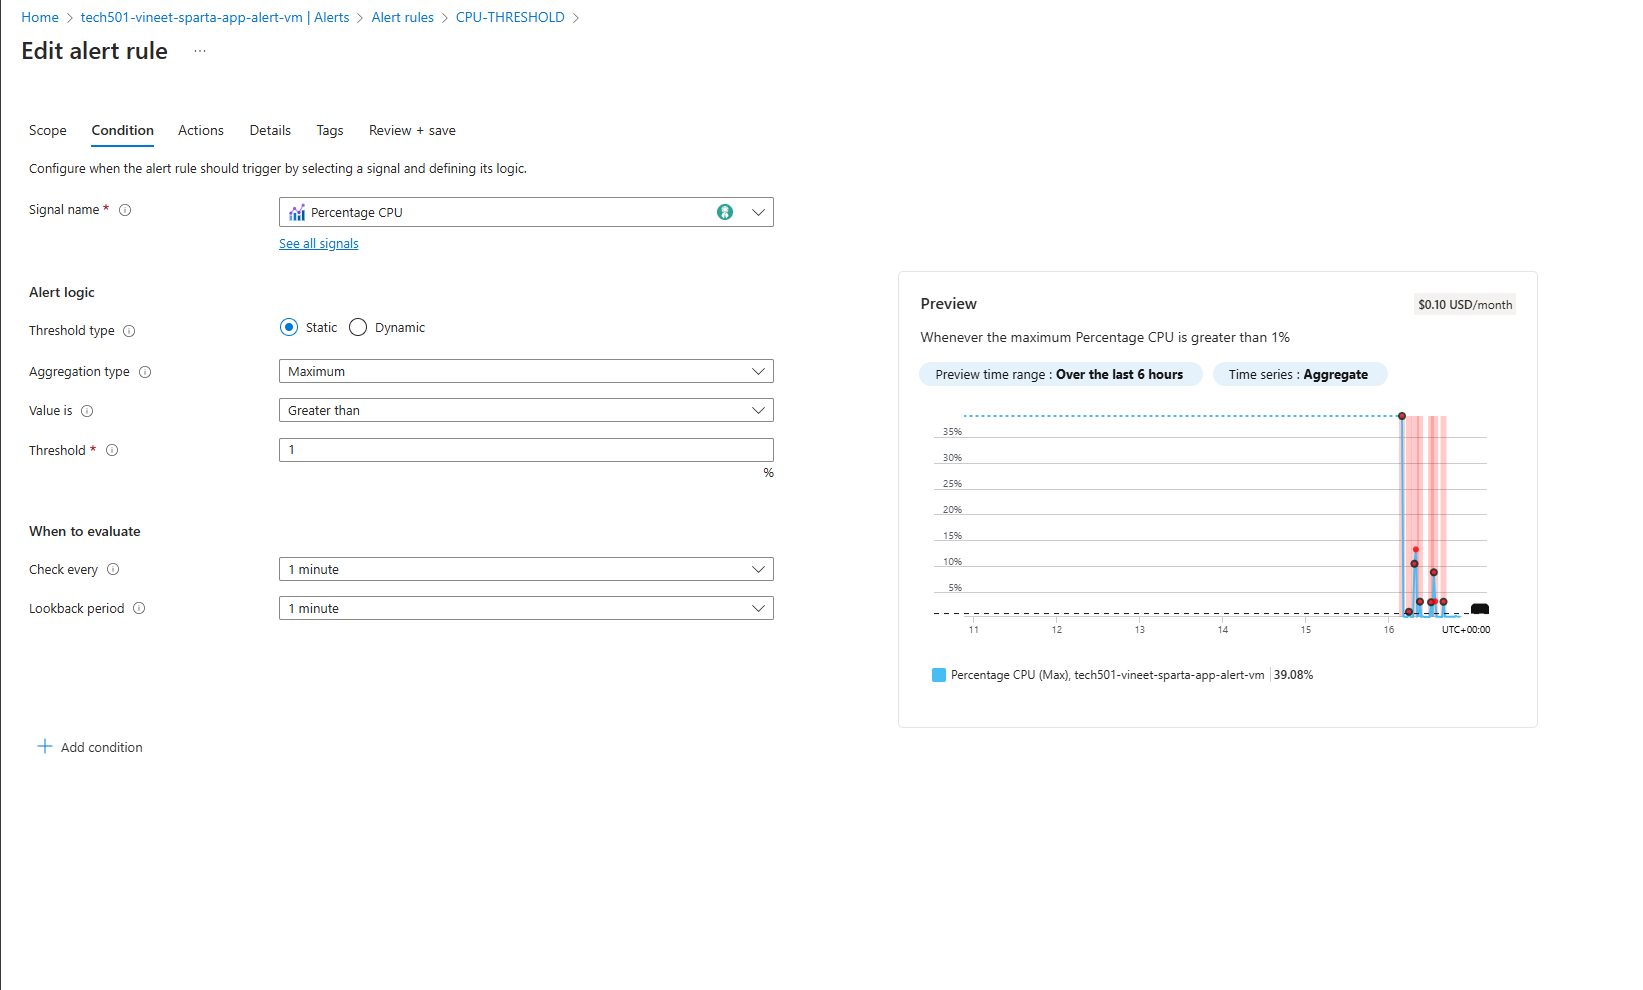 Home > tech501-vineet-sparta-app-alert-vm | Alerts > Alert rules > CPU-THRESHOLD >
Edit alert rule ...
Scope Condition Actions Details Tags Review + save
Configure when the alert rule should trigger by selecting a signal and defining its logic.
Signal name *
Percentage CPU
See all signals
Alert logic
Threshold type
Static Dynamic
Aggregation type
Maximum
Value is
Greater than
Threshold *
1
%
When to evaluate
Check every
1 minute
Lookback period
1 minute
Add condition
Preview
$0.10 USD/month
Whenever the maximum Percentage CPU is greater than 1%
Preview time range : Over the last 6 hours
Time series : Aggregate
35%
30%
25%
20%
15%
10%
5%
11 12 13 14 15 16 UTC+00:00
Percentage CPU (Max), tech501-vineet-sparta-app-alert-vm | 39.08%